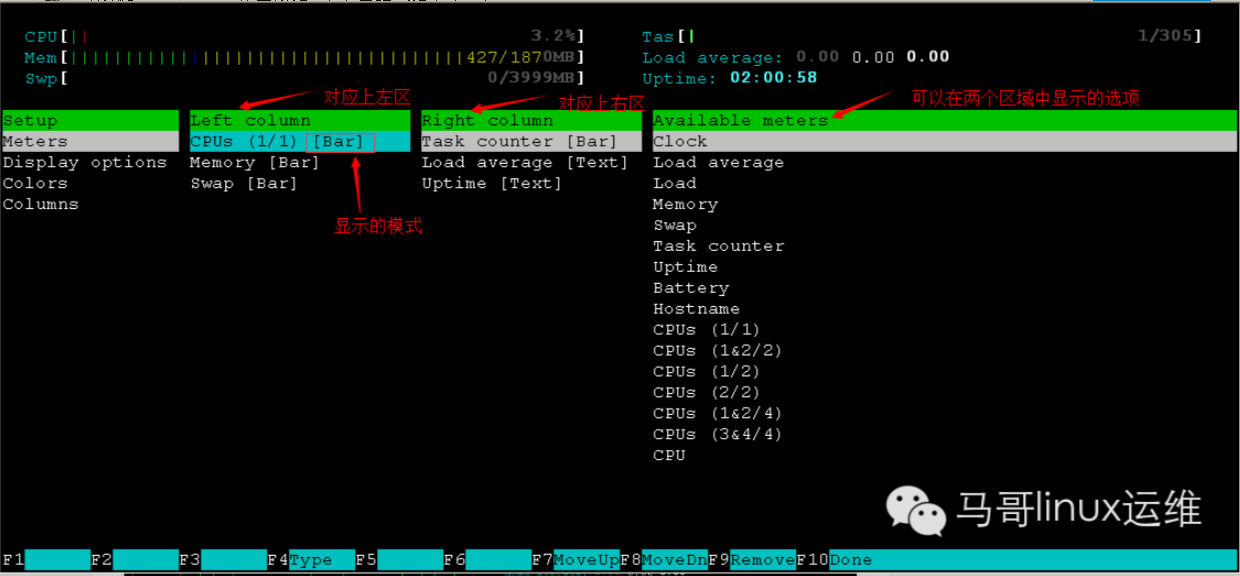 CPU[|| 3.2%] Tas[| 1/305]
Mem[||||||||||||||||||||||||||||||||||||427/1870MB] Load average: 0.00 0.00 0.00
Swp[ 0/3999MB] Uptime: 02:00:58
对应上左区 对应上右区 可以在两个区域中显示的选项
Setup Left column Right column Available meters
Meters CPUs (1/1) [Bar] Task counter [Bar] Clock
Display options Memory [Bar] Load average [Text] Load average
Colors Swap [Bar] Uptime [Text] Load
Columns Memory
显示的模式 Swap
Task counter
Uptime
Battery
Hostname
CPUs (1/1)
CPUs (1&2/2)
CPUs (1/2)
CPUs (2/2)
CPUs (1&2/4)
CPUs (3&4/4)
CPU
马哥linux运维
F1 F2 F3 F4Type F5 F6 F7MoveUpF8MoveDnF9RemoveF10Done